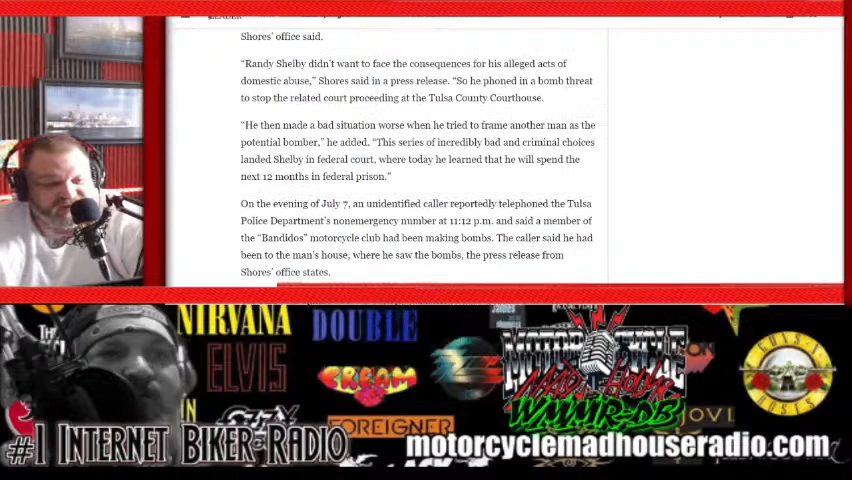 Shores' office said.
“Randy Shelby didn't want to face the consequences for his alleged acts of
domestic abuse,” Shores said in a press release. “So he phoned in a bomb threat
to stop the related court proceeding at the Tulsa County Courthouse.
“He then made a bad situation worse when he tried to frame another man as the
potential bomber,” he added. “This series of incredibly bad and criminal choices
landed Shelby in federal court, where today he learned that he will spend the
next 12 months in federal prison.”
On the evening of July 7, an unidentified caller reportedly telephoned the Tulsa
Police Department's nonemergency number at 11:12 p.m. and said a member of
the “Bandidos” motorcycle club had been making bombs. The caller said he had
been to the man's house, where he saw the bombs, the press release from
Shores' office states.
NIRVANA
DOUBLE
ELVIS
CREAM
STYX
FOREIGNER
MOTORCYCLE
MADHOUSE
WMMR-DB
JOVI
GUNS N
ROSES
#1 INTERNET BIKER RADIO
motorcyclemadhouseradio.com